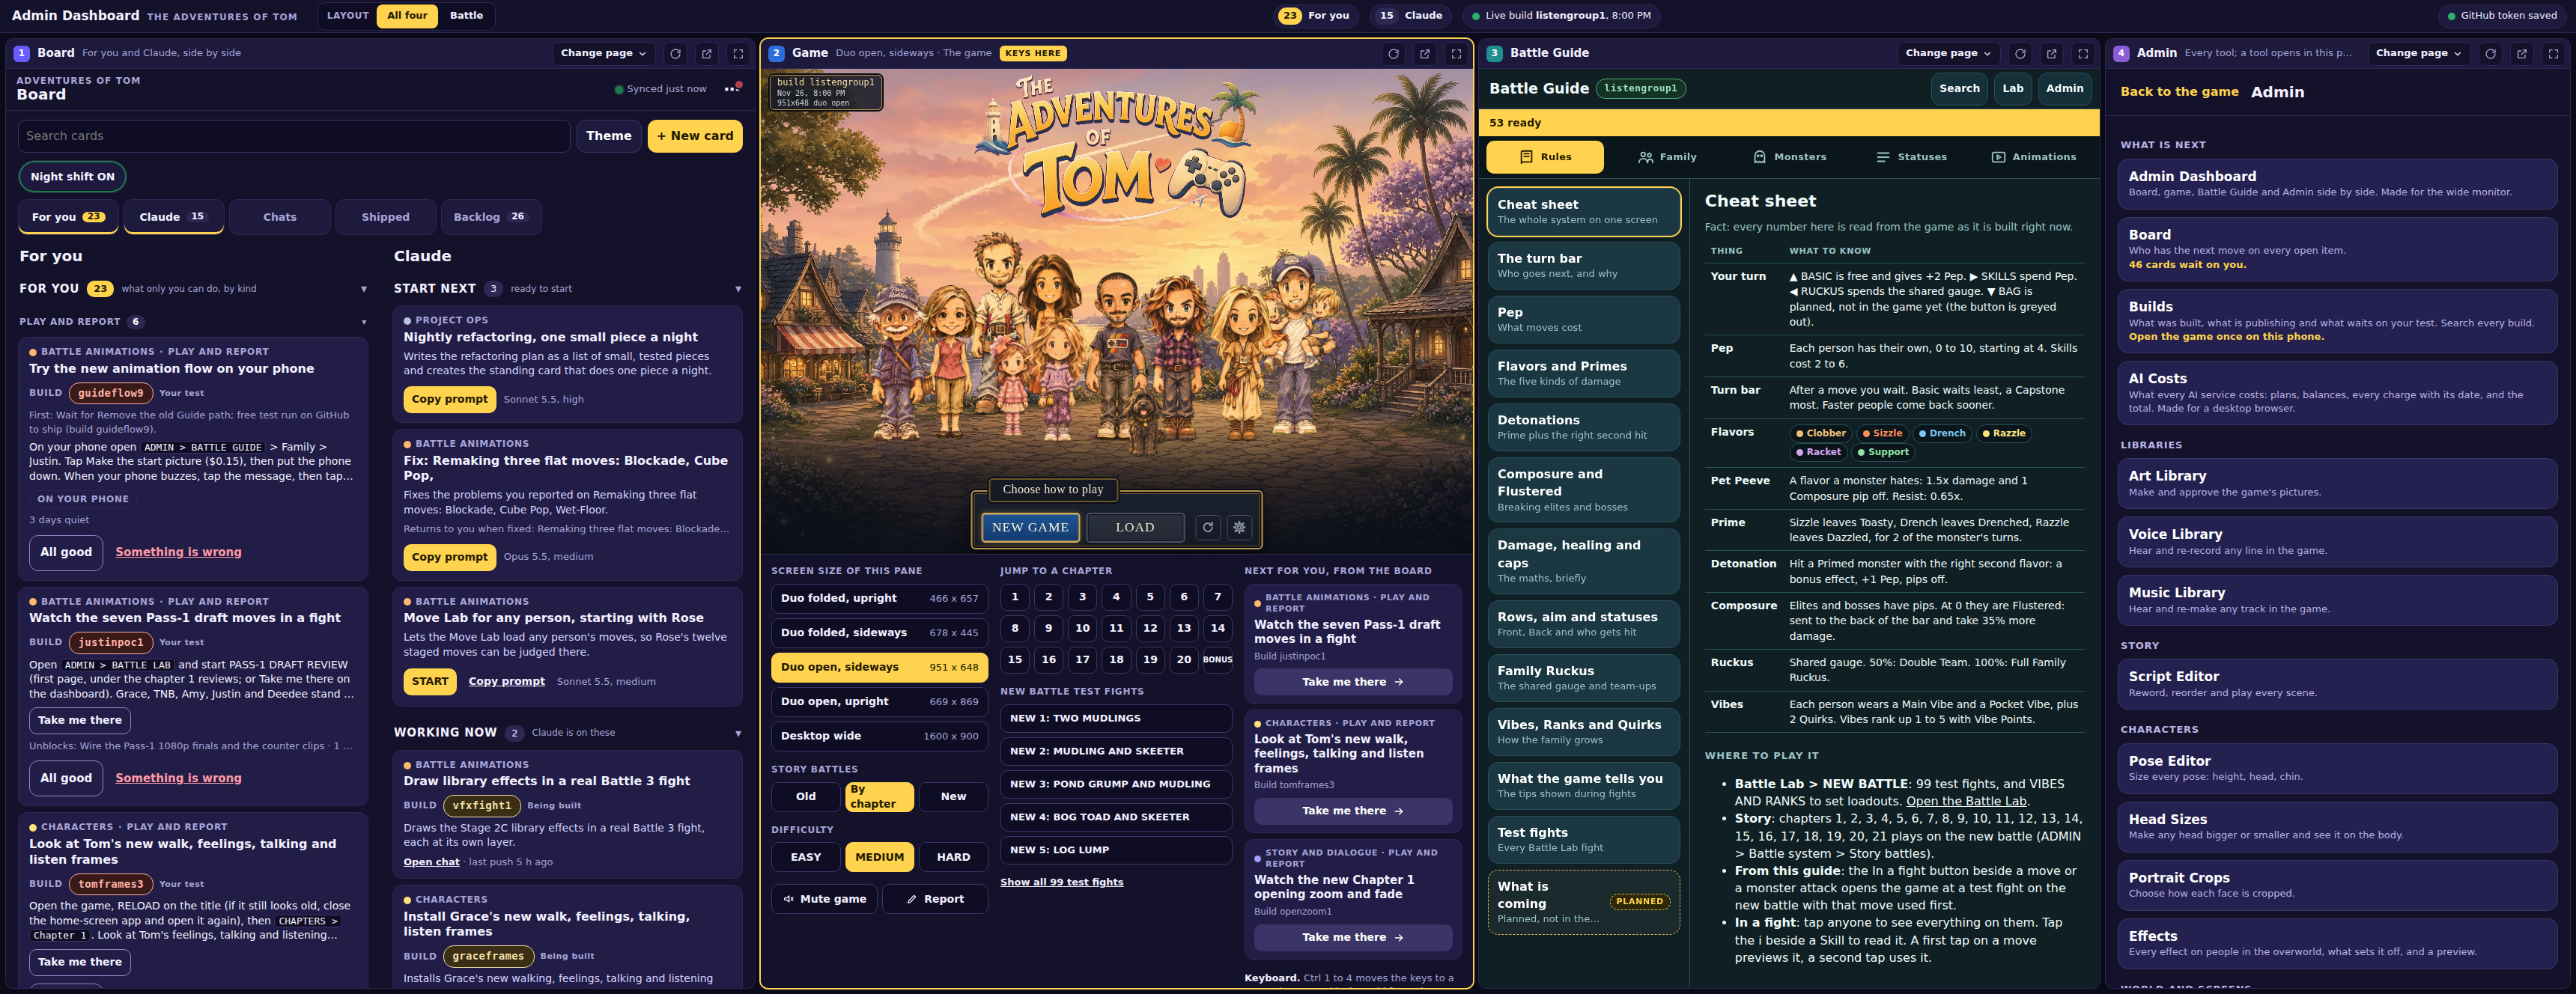 Admin Dashboard THE ADVENTURES OF TOM LAYOUT All four Battle 23 For you 15 Claude Live build listengroup1, 8:00 PM GitHub token saved
1 Board For you and Claude, side by side Change page
ADVENTURES OF TOM
Board
Synced just now
Search cards Theme + New card
Night shift ON
For you 23 Claude 15 Chats Shipped Backlog 26
For you
FOR YOU 23 what only you can do, by kind
PLAY AND REPORT 6
BATTLE ANIMATIONS · PLAY AND REPORT
Try the new animation flow on your phone
BUILD guideflow9 Your test
First: Wait for Remove the old Guide path; free test run on GitHub
to ship (build guideflow9).
On your phone open ADMIN > BATTLE GUIDE > Family >
Justin. Tap Make the start picture ($0.15), then put the phone
down. When your phone buzzes, tap the message, then tap…
ON YOUR PHONE
3 days quiet
All good Something is wrong
BATTLE ANIMATIONS · PLAY AND REPORT
Watch the seven Pass-1 draft moves in a fight
BUILD justinpoc1 Your test
Open ADMIN > BATTLE LAB and start PASS-1 DRAFT REVIEW
(first page, under the chapter 1 reviews; or Take me there on
the dashboard). Grace, TNB, Amy, Justin and Deedee stand …
Take me there
Unblocks: Wire the Pass-1 1080p finals and the counter clips · 1 …
All good Something is wrong
CHARACTERS · PLAY AND REPORT
Look at Tom's new walk, feelings, talking and
listen frames
BUILD tomframes3 Your test
Open the game, RELOAD on the title (if it still looks old, close
the home-screen app and open it again), then CHAPTERS >
Chapter 1. Look at Tom's feelings, talking and listening…
Take me there
Claude
START NEXT 3 ready to start
PROJECT OPS
Nightly refactoring, one small piece a night
Writes the refactoring plan as a list of small, tested pieces
and creates the standing card that does one piece a night.
Copy prompt Sonnet 5.5, high
BATTLE ANIMATIONS
Fix: Remaking three flat moves: Blockade, Cube
Pop,
Fixes the problems you reported on Remaking three flat
moves: Blockade, Cube Pop, Wet-Floor.
Returns to you when fixed: Remaking three flat moves: Blockade…
Copy prompt Opus 5.5, medium
BATTLE ANIMATIONS
Move Lab for any person, starting with Rose
Lets the Move Lab load any person's moves, so Rose's twelve
staged moves can be judged there.
START Copy prompt Sonnet 5.5, medium
WORKING NOW 2 Claude is on these
BATTLE ANIMATIONS
Draw library effects in a real Battle 3 fight
BUILD vfxfight1 Being built
Draws the Stage 2C library effects in a real Battle 3 fight,
each at its own layer.
Open chat · last push 5 h ago
CHARACTERS
Install Grace's new walk, feelings, talking,
listen frames
BUILD graceframes Being built
Installs Grace's new walking, feelings, talking and listening
2 Game Duo open, sideways · The game KEYS HERE
build listengroup1
Nov 26, 8:00 PM
951x648 duo open
THE
ADVENTURES
OF
TOM
Choose how to play
NEW GAME LOAD
SCREEN SIZE OF THIS PANE
Duo folded, upright 466 x 657
Duo folded, sideways 678 x 445
Duo open, sideways 951 x 648
Duo open, upright 669 x 869
Desktop wide 1600 x 900
STORY BATTLES
Old By chapter New
DIFFICULTY
EASY MEDIUM HARD
Mute game Report
JUMP TO A CHAPTER
1 2 3 4 5 6 7
8 9 10 11 12 13 14
15 16 17 18 19 20 BONUS
NEW BATTLE TEST FIGHTS
NEW 1: TWO MUDLINGS
NEW 2: MUDLING AND SKEETER
NEW 3: POND GRUMP AND MUDLING
NEW 4: BOG TOAD AND SKEETER
NEW 5: LOG LUMP
Show all 99 test fights
NEXT FOR YOU, FROM THE BOARD
BATTLE ANIMATIONS · PLAY AND
REPORT
Watch the seven Pass-1 draft
moves in a fight
Build justinpoc1
Take me there
CHARACTERS · PLAY AND REPORT
Look at Tom's new walk,
feelings, talking and listen
frames
Build tomframes3
Take me there
STORY AND DIALOGUE · PLAY AND
REPORT
Watch the new Chapter 1
opening zoom and fade
Build openzoom1
Take me there
Keyboard. Ctrl 1 to 4 moves the keys to a
3 Battle Guide Change page
Battle Guide listengroup1 Search Lab Admin
53 ready
Rules Family Monsters Statuses Animations
Cheat sheet
The whole system on one screen
The turn bar
Who goes next, and why
Pep
What moves cost
Flavors and Primes
The five kinds of damage
Detonations
Prime plus the right second hit
Composure and
Flustered
Breaking elites and bosses
Damage, healing and
caps
The maths, briefly
Rows, aim and statuses
Front, Back and who gets hit
Family Ruckus
The shared gauge and team-ups
Vibes, Ranks and Quirks
How the family grows
What the game tells you
The tips shown during fights
Test fights
Every Battle Lab fight
What is
coming
Planned, not in the…
PLANNED
Cheat sheet
Fact: every number here is read from the game as it is built right now.
THING WHAT TO KNOW
Your turn ▲ BASIC is free and gives +2 Pep. ▶ SKILLS spend Pep.
◀ RUCKUS spends the shared gauge. ▼ BAG is
planned, not in the game yet (the button is greyed
out).
Pep Each person has their own, 0 to 10, starting at 4. Skills
cost 2 to 6.
Turn bar After a move you wait. Basic waits least, a Capstone
most. Faster people come back sooner.
Flavors Clobber Sizzle Drench Razzle
Racket Support
Pet Peeve A flavor a monster hates: 1.5x damage and 1
Composure pip off. Resist: 0.65x.
Prime Sizzle leaves Toasty, Drench leaves Drenched, Razzle
leaves Dazzled, for 2 of the monster's turns.
Detonation Hit a Primed monster with the right second flavor: a
bonus effect, +1 Pep, pips off.
Composure Elites and bosses have pips. At 0 they are Flustered:
sent to the back of the bar and take 35% more
damage.
Ruckus Shared gauge. 50%: Double Team. 100%: Full Family
Ruckus.
Vibes Each person wears a Main Vibe and a Pocket Vibe, plus
2 Quirks. Vibes rank up 1 to 5 with Vibe Points.
WHERE TO PLAY IT
• Battle Lab > NEW BATTLE: 99 test fights, and VIBES
AND RANKS to set loadouts. Open the Battle Lab.
• Story: chapters 1, 2, 3, 4, 5, 6, 7, 8, 9, 10, 11, 12, 13, 14,
15, 16, 17, 18, 19, 20, 21 plays on the new battle (ADMIN
> Battle system > Story battles).
• From this guide: the In a fight button beside a move or
a monster attack opens the game at a test fight on the
new battle with that move used first.
• In a fight: tap anyone to see everything on them. Tap
the i beside a Skill to read it. A first tap on a move
previews it, a second tap uses it.
4 Admin Every tool; a tool opens in this p… Change page
Back to the game Admin
WHAT IS NEXT
Admin Dashboard
Board, game, Battle Guide and Admin side by side. Made for the wide monitor.
Board
Who has the next move on every open item.
46 cards wait on you.
Builds
What was built, what is publishing and what waits on your test. Search every build.
Open the game once on this phone.
AI Costs
What every AI service costs: plans, balances, every charge with its date, and the
total. Made for a desktop browser.
LIBRARIES
Art Library
Make and approve the game's pictures.
Voice Library
Hear and re-record any line in the game.
Music Library
Hear and re-make any track in the game.
STORY
Script Editor
Reword, reorder and play every scene.
CHARACTERS
Pose Editor
Size every pose: height, head, chin.
Head Sizes
Make any head bigger or smaller and see it on the body.
Portrait Crops
Choose how each face is cropped.
Effects
Every effect on people in the overworld, what sets it off, and a preview.